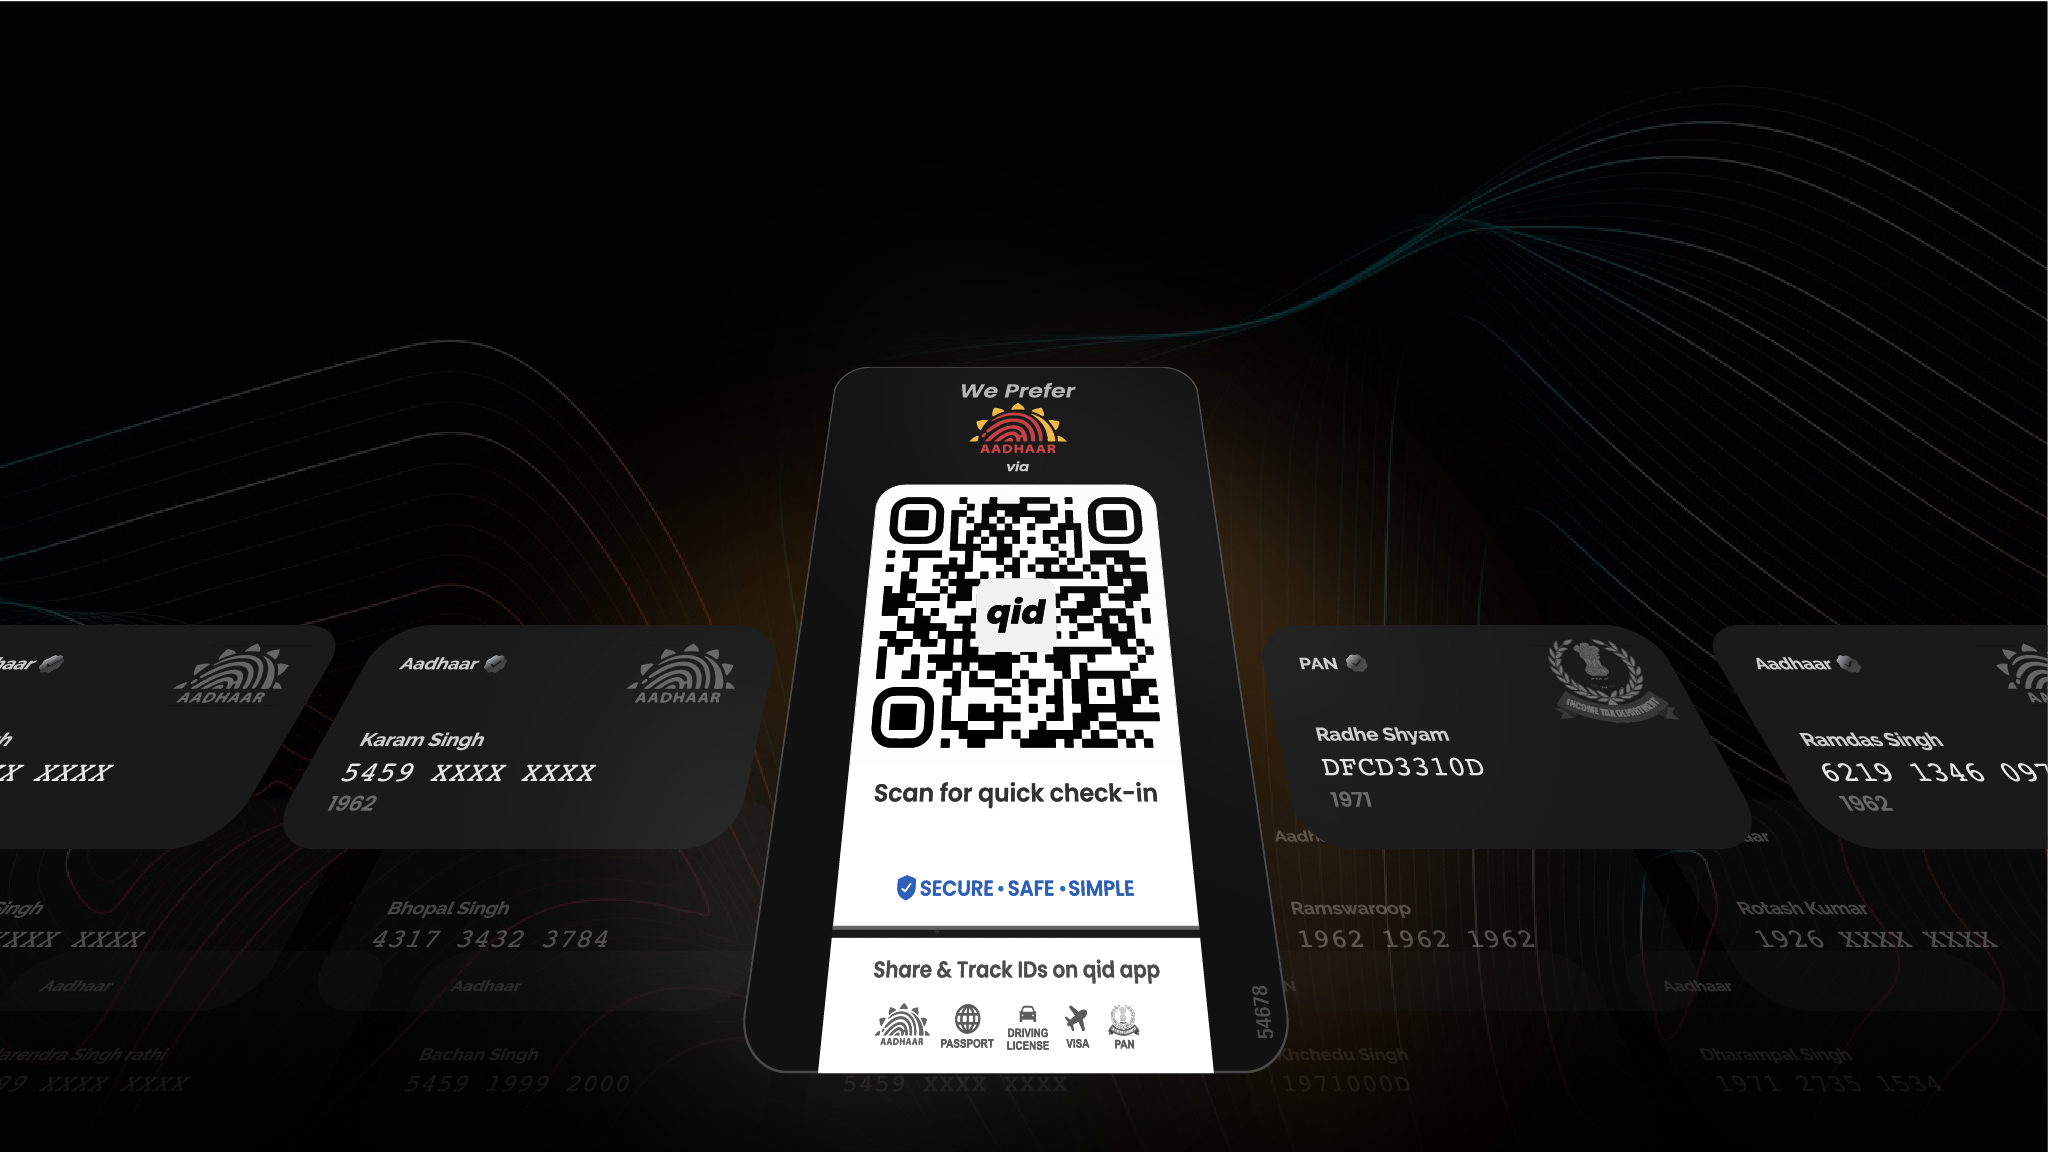 We Prefer
AADHAAR
via
qid
Scan for quick check-in
SECURE • SAFE • SIMPLE
Share & Track IDs on qid app
AADHAAR
PASSPORT
DRIVING
LICENSE
VISA
PAN
54678
haar
AADHAAR
h
X XXXX
Aadhaar
AADHAAR
Karam Singh
5459 XXXX XXXX
1962
PAN
INCOME TAX DEPARTMENT
Radhe Shyam
DFCD3310D
1971
Aadhaar
AA
Ramdas Singh
6219 1346 097
1962
Singh
XXXX XXXX
Bhopal Singh
4317 3432 3784
Aadh
Ramswaroop
1962 1962 1962
aar
Rotash Kumar
1926 XXXX XXXX
Aadhaar
Narendra Singh rathi
99 XXXX XXXX
Aadhaar
Bachan Singh
5459 1999 2000
5459 XXXX XXXX
N
Khchedu Singh
1971000D
Aadhaar
Dharampal Singh
1971 2735 1534